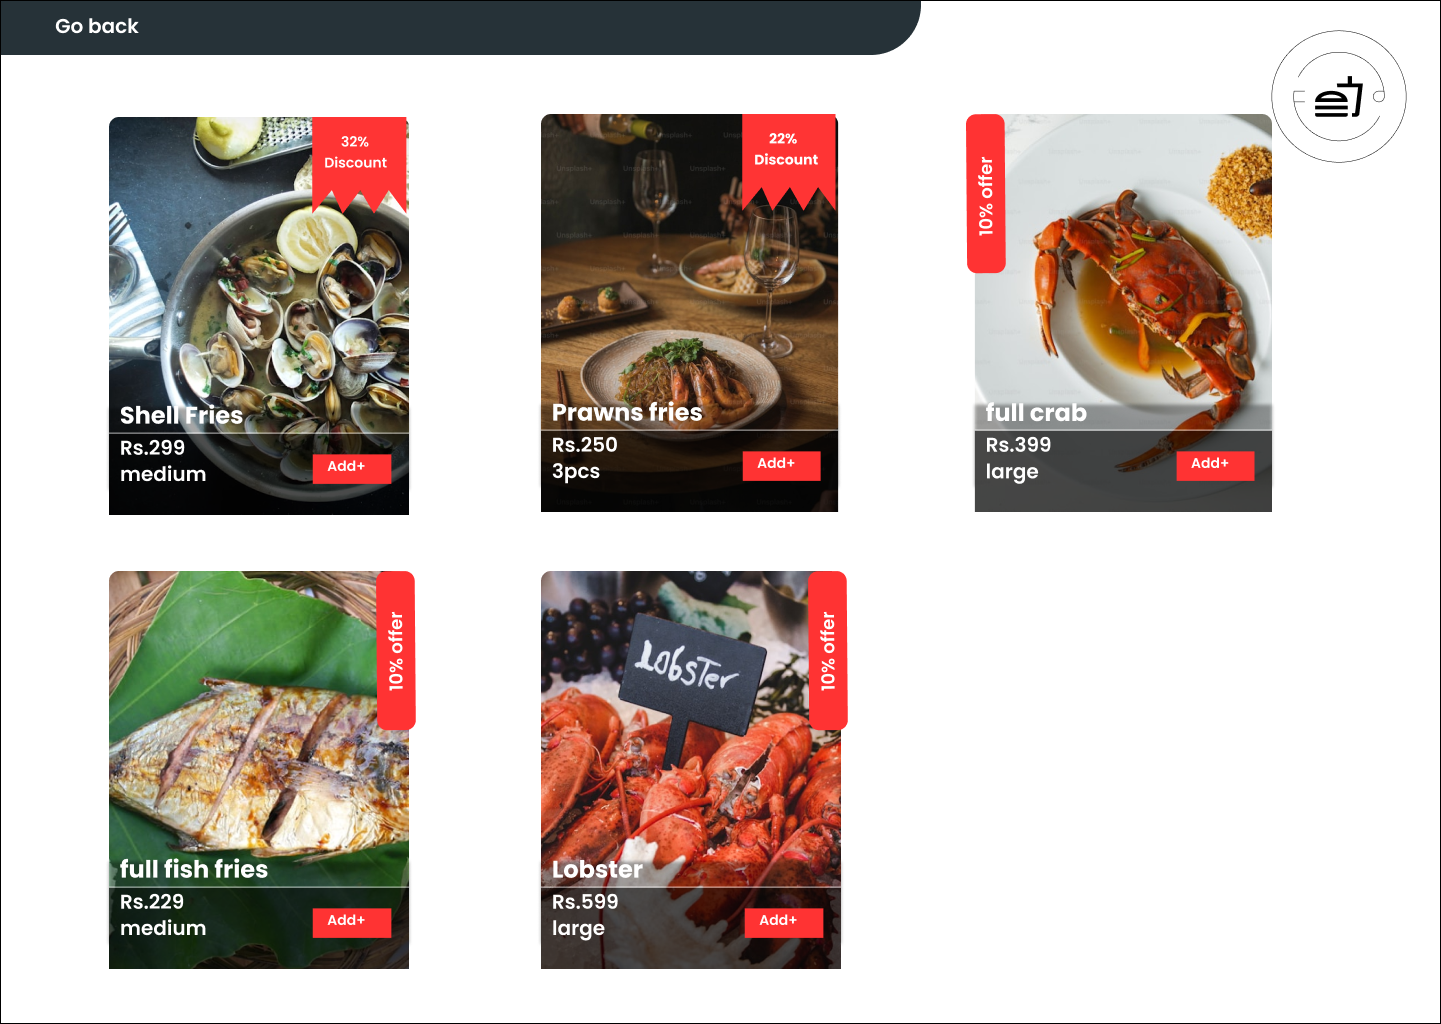 Go back
32%
Discount
Shell Fries
Rs.299
medium
Add+
22%
Discount
Unsplash+
Prawns fries
Rs.250
3pcs
Add+
10% offer
full crab
Rs.399
large
Add+
10% offer
full fish fries
Rs.229
medium
Add+
10% offer
Lobster
Lobster
Rs.599
large
Add+